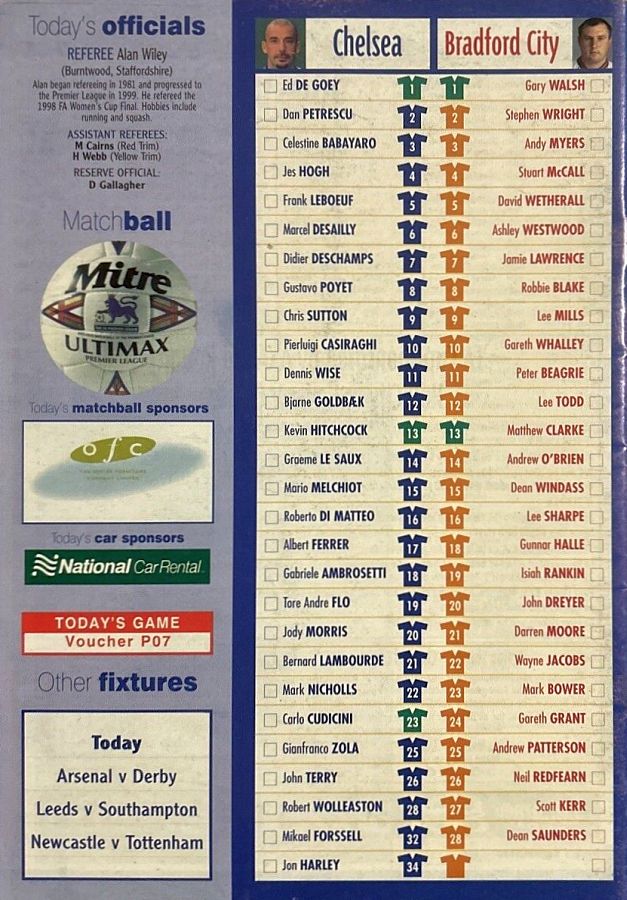 Today's officials
REFEREE Alan Wiley
(Burntwood, Staffordshire)
Alan began refereeing in 1981 and progressed to
the Premier League in 1999. He refereed the
1998 FA Women's Cup Final. Hobbies include
running and squash.
ASSISTANT REFEREES:
M Cairns (Red Trim)
H Webb (Yellow Trim)
RESERVE OFFICIAL:
D Gallagher
Matchball
Mitre
ULTIMAX
PREMIER LEAGUE
Today's matchball sponsors
ofc
Today's car sponsors
National Car Rental
TODAY'S GAME
Voucher P07
Other fixtures
Today
Arsenal v Derby
Leeds v Southampton
Newcastle v Tottenham
Chelsea Bradford City
Ed DE GOEY 1 1 Gary WALSH
Dan PETRESCU 2 2 Stephen WRIGHT
Celestine BABAYARO 3 3 Andy MYERS
Jes HOGH 4 4 Stuart McCALL
Frank LEBOEUF 5 5 David WETHERALL
Marcel DESAILLY 6 6 Ashley WESTWOOD
Didier DESCHAMPS 7 7 Jamie LAWRENCE
Gustavo POYET 8 8 Robbie BLAKE
Chris SUTTON 9 9 Lee MILLS
Pierluigi CASIRAGHI 10 10 Gareth WHALLEY
Dennis WISE 11 11 Peter BEAGRIE
Bjarne GOLDBÆK 12 12 Lee TODD
Kevin HITCHCOCK 13 13 Matthew CLARKE
Graeme LE SAUX 14 14 Andrew O'BRIEN
Mario MELCHIOT 15 15 Dean WINDASS
Roberto DI MATTEO 16 16 Lee SHARPE
Albert FERRER 17 18 Gunnar HALLE
Gabriele AMBROSETTI 18 19 Isiah RANKIN
Tore Andre FLO 19 20 John DREYER
Jody MORRIS 20 21 Darren MOORE
Bernard LAMBOURDE 21 22 Wayne JACOBS
Mark NICHOLLS 22 23 Mark BOWER
Carlo CUDICINI 23 24 Gareth GRANT
Gianfranco ZOLA 25 25 Andrew PATTERSON
John TERRY 26 26 Neil REDFEARN
Robert WOLLEASTON 28 27 Scott KERR
Mikael FORSSELL 32 28 Dean SAUNDERS
Jon HARLEY 34